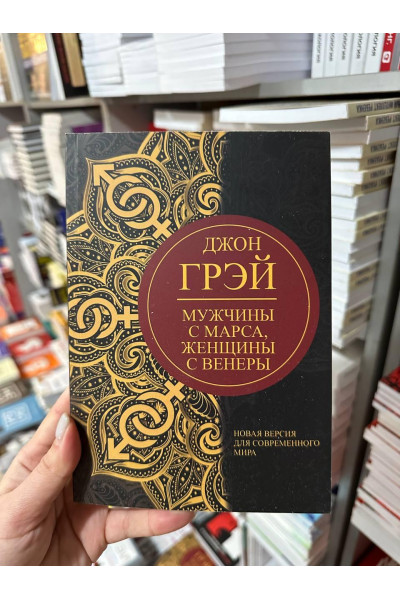 ДЖОН
ГРЭЙ
МУЖЧИНЫ
С МАРСА,
ЖЕНЩИНЫ
С ВЕНЕРЫ
НОВАЯ ВЕРСИЯ
ДЛЯ СОВРЕМЕННОГО
МИРА